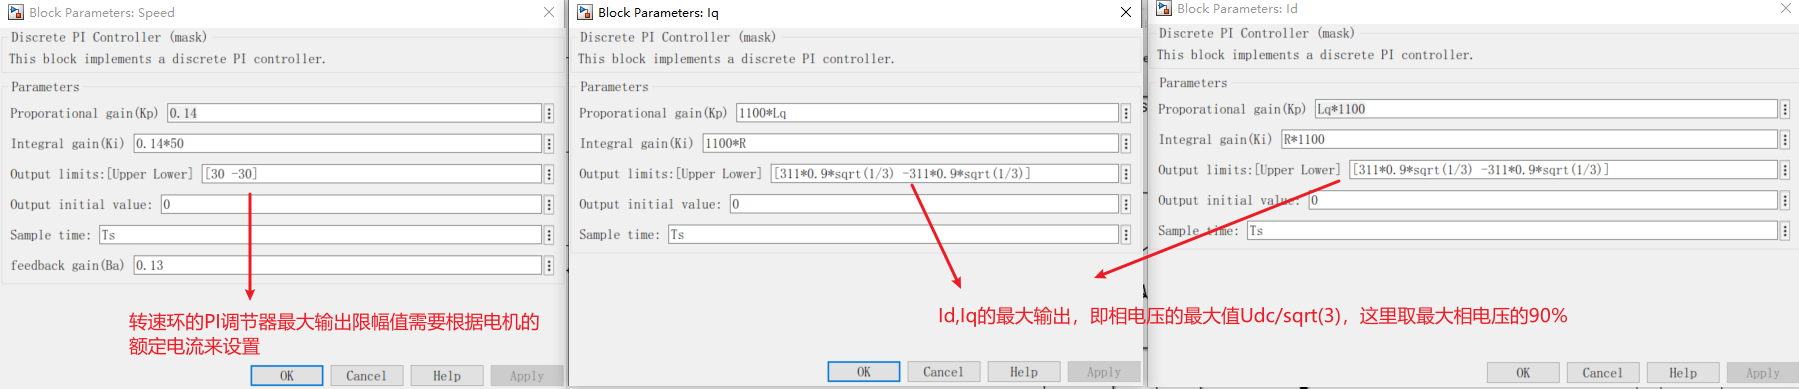 Block Parameters: Speed
Discrete PI Controller (mask)
This block implements a discrete PI controller.
Parameters
Proporational gain(Kp) 0.14
Integral gain(Ki) 0.14*50
Output limits:[Upper Lower] [30 -30]
Output initial value: 0
Sample time: Ts
feedback gain(Ba) 0.13
转速环的PI调节器最大输出限幅值需要根据电机的
额定电流来设置
OK Cancel Help Apply
Block Parameters: Iq
Discrete PI Controller (mask)
This block implements a discrete PI controller.
Parameters
Proporational gain(Kp) 1100*Lq
Integral gain(Ki) 1100*R
Output limits:[Upper Lower] [311*0.9*sqrt(1/3) -311*0.9*sqrt(1/3)]
Output initial value: 0
Sample time: Ts
OK Cancel Help Apply
Block Parameters: Id
Discrete PI Controller (mask)
This block implements a discrete PI controller.
Parameters
Proporational gain(Kp) Lq*1100
Integral gain(Ki) R*1100
Output limits:[Upper Lower] [311*0.9*sqrt(1/3) -311*0.9*sqrt(1/3)]
Output initial value: 0
Sample time: Ts
Id,Iq的最大输出，即相电压的最大值Udc/sqrt(3)，这里取最大相电压的90%
OK Cancel Help Apply